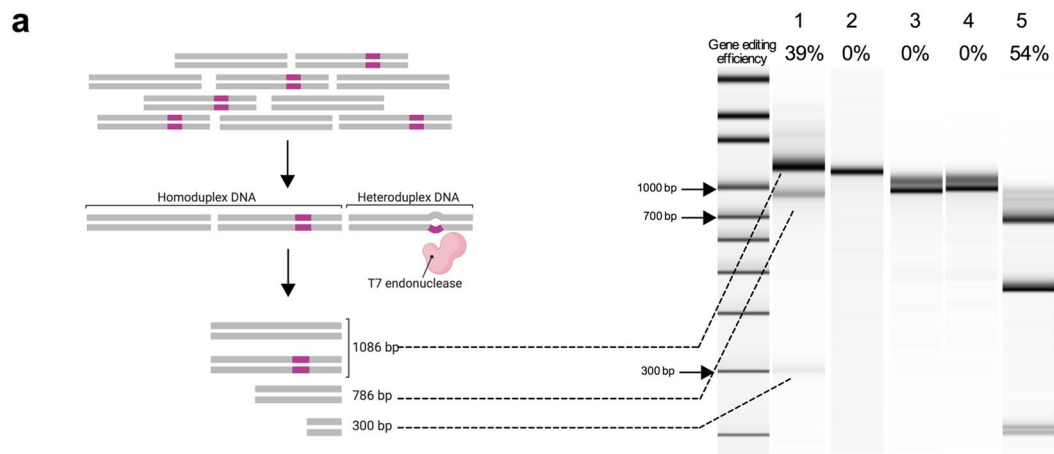 a
1 2 3 4 5
Gene editing
efficiency
39% 0% 0% 0% 54%
Homoduplex DNA Heteroduplex DNA
1000 bp
700 bp
T7 endonuclease
1086 bp
786 bp
300 bp
300 bp